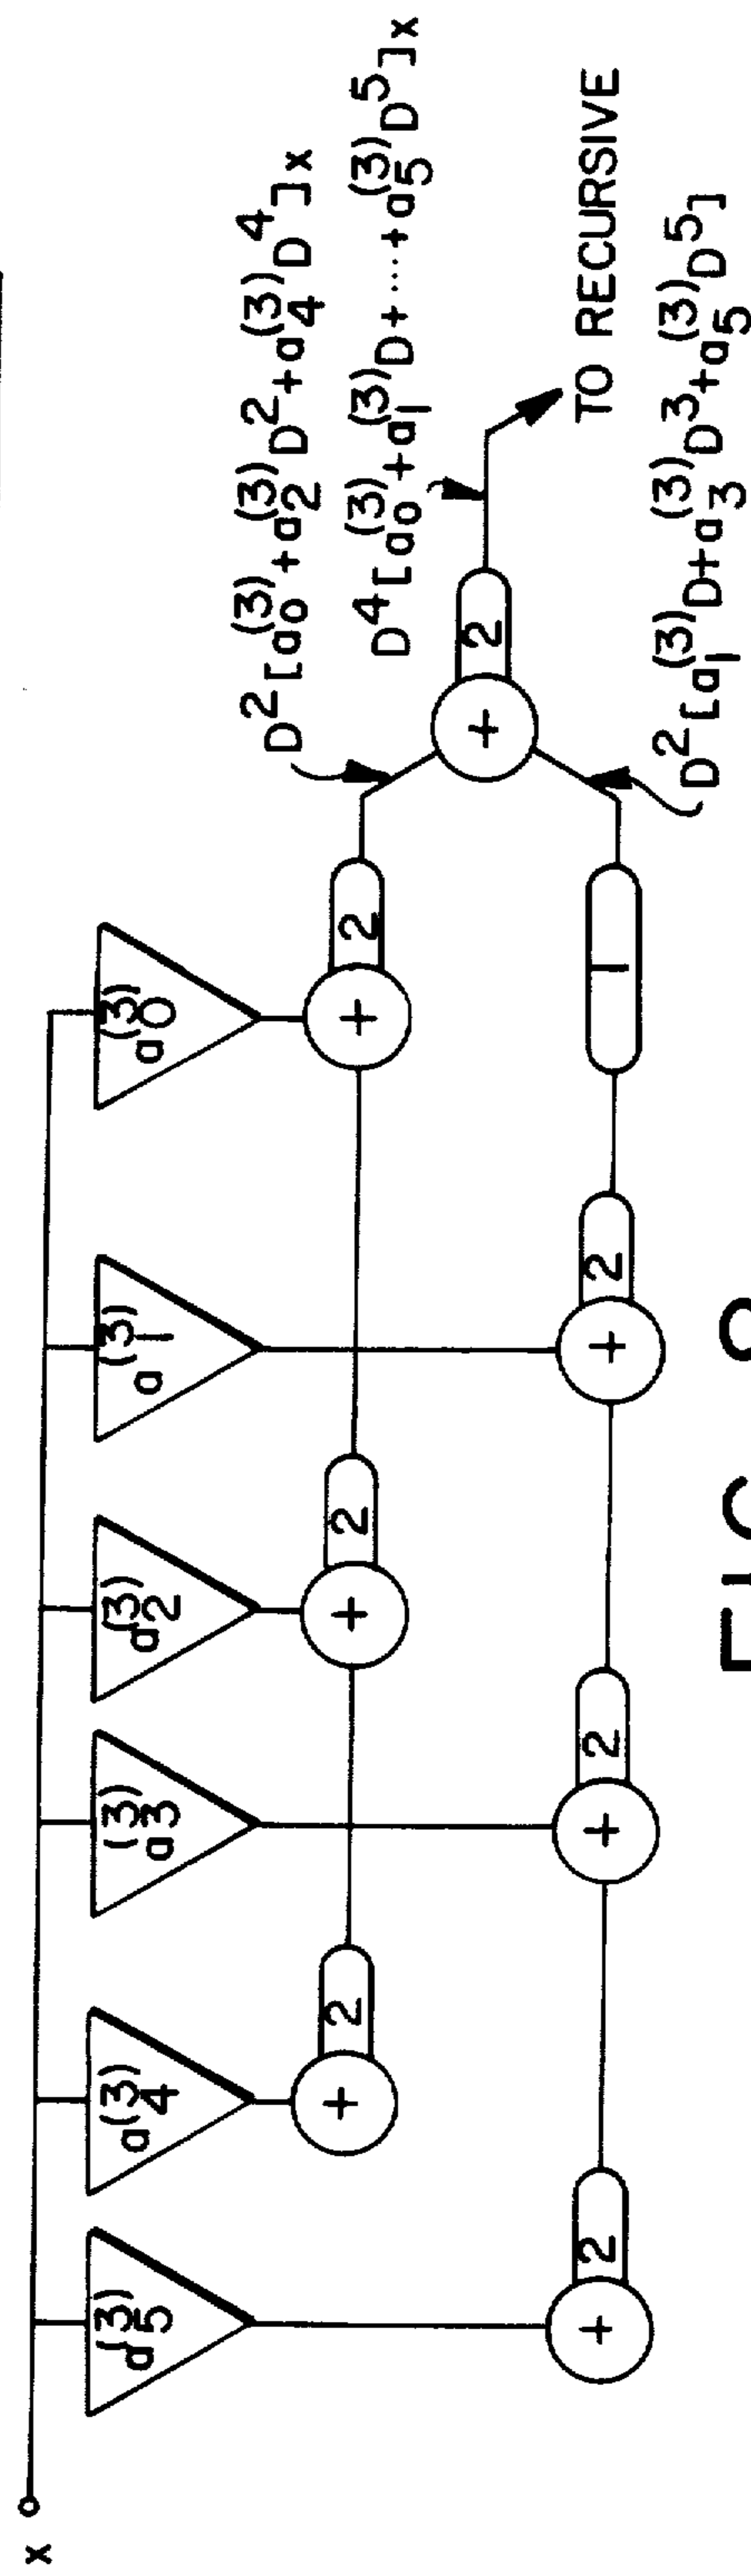 x
a₅⁽³⁾ a₄⁽³⁾ a₃⁽³⁾ a₂⁽³⁾ a₁⁽³⁾ a₀⁽³⁾
+ 2 + 2 + 2
+ 2 + 2 + 2 1
+ 2
D²[a₀⁽³⁾+a₂⁽³⁾D²+a₄⁽³⁾D⁴]x
D⁴[a₀⁽³⁾+a₁⁽³⁾D+....+a₅⁽³⁾D⁵]x
TO RECURSIVE
D²[a₁⁽³⁾D+a₃⁽³⁾D³+a₅⁽³⁾D⁵]